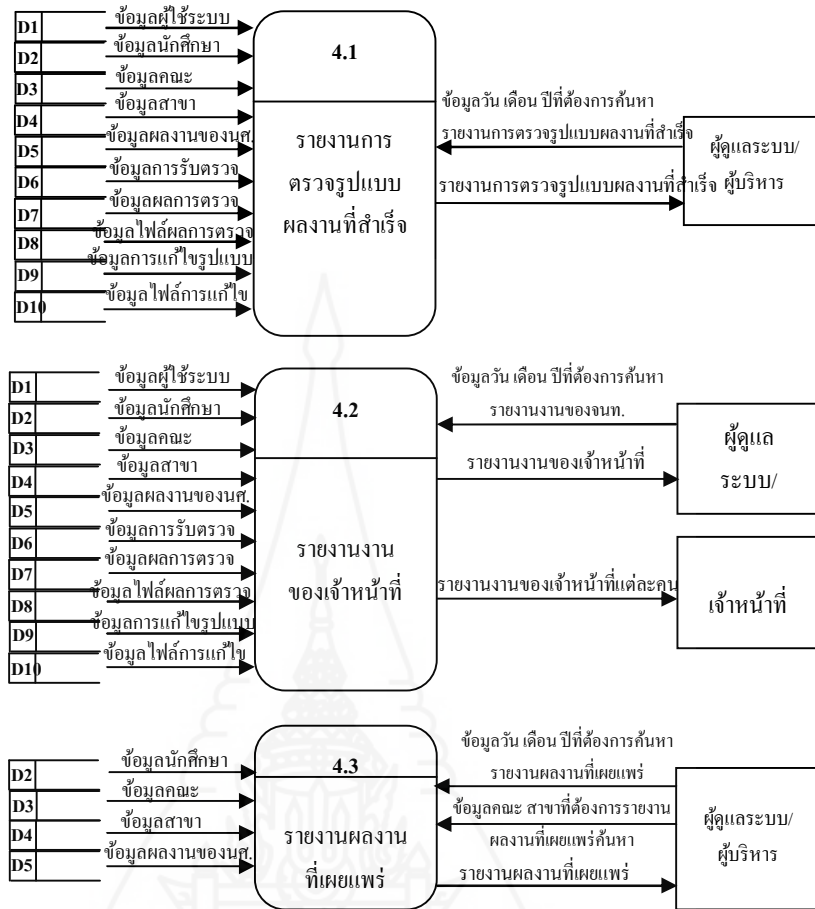 D1
ข้อมูลผู้ใช้ระบบ
D2
ข้อมูลนักศึกษา
D3
ข้อมูลคณะ
D4
ข้อมูลสาขา
D5
ข้อมูลผลงานของนศ.
D6
ข้อมูลการรับตรวจ
D7
ข้อมูลผลการตรวจ
D8
ข้อมูลไฟล์ผลการตรวจ
D9
ข้อมูลการแก้ไขรูปแบบ
D10
ข้อมูลไฟล์การแก้ไข
4.1
รายงานการ
ตรวจรูปแบบ
ผลงานที่สำเร็จ
ข้อมูลวัน เดือน ปีที่ต้องการค้นหา
รายงานการตรวจรูปแบบผลงานที่สำเร็จ
รายงานการตรวจรูปแบบผลงานที่สำเร็จ
ผู้ดูแลระบบ/
ผู้บริหาร
D1
ข้อมูลผู้ใช้ระบบ
D2
ข้อมูลนักศึกษา
D3
ข้อมูลคณะ
D4
ข้อมูลสาขา
D5
ข้อมูลผลงานของนศ.
D6
ข้อมูลการรับตรวจ
D7
ข้อมูลผลการตรวจ
D8
ข้อมูลไฟล์ผลการตรวจ
D9
ข้อมูลการแก้ไขรูปแบบ
D10
ข้อมูลไฟล์การแก้ไข
4.2
รายงานงาน
ของเจ้าหน้าที่
ข้อมูลวัน เดือน ปีที่ต้องการค้นหา
รายงานงานของจนท.
รายงานงานของเจ้าหน้าที่
ผู้ดูแล
ระบบ/
รายงานงานของเจ้าหน้าที่แต่ละคน
เจ้าหน้าที่
D2
ข้อมูลนักศึกษา
D3
ข้อมูลคณะ
D4
ข้อมูลสาขา
D5
ข้อมูลผลงานของนศ.
4.3
รายงานผลงาน
ที่เผยแพร่
ข้อมูลวัน เดือน ปีที่ต้องการค้นหา
รายงานผลงานที่เผยแพร่
ข้อมูลคณะ สาขาที่ต้องการรายงาน
ผลงานที่เผยแพร่ค้นหา
รายงานผลงานที่เผยแพร่
ผู้ดูแลระบบ/
ผู้บริหาร